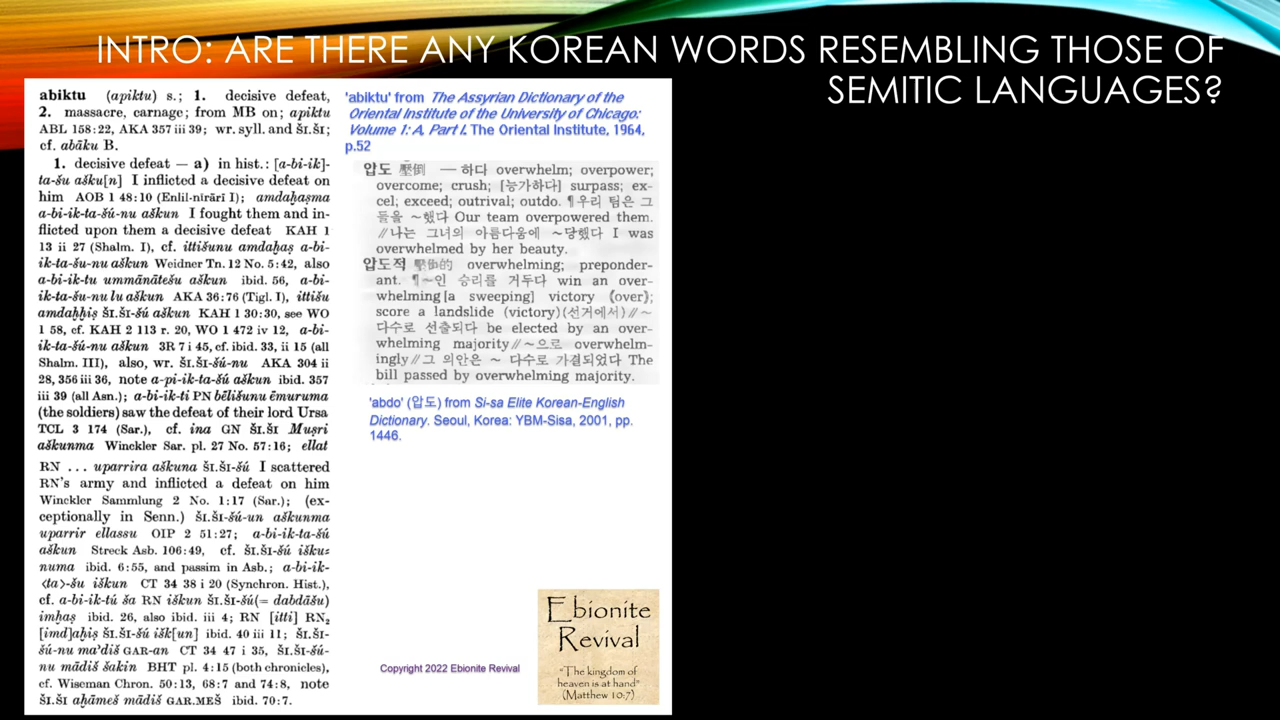 INTRO: ARE THERE ANY KOREAN WORDS RESEMBLING THOSE OF
SEMITIC LANGUAGES?
abiktu (apiktu) s.; 1. decisive defeat,
2. massacre, carnage; from MB on; apiktu
ABL 158:22, AKA 357 iii 39; wr. syll. and ŠI.ŠI;
cf. abāku B.
1. decisive defeat — a) in hist.: [a-bi-ik]-
ta-šu ašku[n] I inflicted a decisive defeat on
him AOB 1 48:10 (Enlil-nīrārī I); amdaḫaṣma
a-bi-ik-ta-šú-nu aškun I fought them and in-
flicted upon them a decisive defeat KAH 1
13 ii 27 (Shalm. I), cf. ittišunu amdaḫaṣ a-bi-
ik-ta-šu-nu aškun Weidner Tn. 12 No. 5:42, also
a-bi-ik-tu ummānātešu aškun ibid. 56, a-bi-
ik-ta-šu-nu lu aškun AKA 36:76 (Tigl. I), ittišu
amdaḫḫiṣ ŠI.ŠI-šú aškun KAH 1 30:30, see WO
1 58, cf. KAH 2 113 r. 20, WO 1 472 iv 12, a-bi-
ik-ta-šú-nu aškun 3R 7 i 45, cf. ibid. 33, ii 15 (all
Shalm. III), also, wr. ŠI.ŠI-šú-nu AKA 304 ii
28, 356 iii 36, note a-pi-ik-ta-šú aškun ibid. 357
iii 39 (all Asn.); a-bi-ik-ti PN bēlišunu ēmuruma
(the soldiers) saw the defeat of their lord Ursa
TCL 3 174 (Sar.), cf. ina GN ŠI.ŠI Muṣri
aškunma Winckler Sar. pl. 27 No. 57:16; ellat
RN ... uparrira aškuna ŠI.ŠI-šú I scattered
RN's army and inflicted a defeat on him
Winckler Sammlung 2 No. 1:17 (Sar.); (ex-
ceptionally in Senn.) ŠI.ŠI-šú-un aškunma
uparrir ellassu OIP 2 51:27; a-bi-ik-ta-šú
aškun Streck Asb. 106:49, cf. ŠI.ŠI-šú išku=
numa ibid. 6:55, and passim in Asb.; a-bi-ik-
<ta>-šu iškun CT 34 38 i 20 (Synchron. Hist.),
cf. a-bi-ik-tú ša RN iškun ŠI.ŠI-šú(= dabdāšu)
imḫaṣ ibid. 26, also ibid. iii 4; RN [itti] RN₂
[imd]aḫiṣ ŠI.ŠI-šú išk[un] ibid. 40 iii 11; ŠI.ŠI-
šú-nu ma'diš GAR-an CT 34 47 i 35, ŠI.ŠI-šú-
nu mādiš šakin BHT pl. 4:15 (both chronicles),
cf. Wiseman Chron. 50:13, 68:7 and 74:8, note
ŠI.ŠI aḫāmeš mādiš GAR.MEŠ ibid. 70:7.
'abiktu' from The Assyrian Dictionary of the
Oriental Institute of the University of Chicago:
Volume 1: A, Part I. The Oriental Institute, 1964,
p.52
압도 壓倒 —하다 overwhelm; overpower;
overcome; crush; [능가하다] surpass; ex-
cel; exceed; outrival; outdo. ¶우리 팀은 그
들을 ~했다 Our team overpowered them.
∥나는 그녀의 아름다움에 ~당했다 I was
overwhelmed by her beauty.
압도적 壓倒的 overwhelming; preponder-
ant. ¶~인 승리를 거두다 win an over-
whelming [a sweeping] victory (over);
score a landslide (victory)(선거에서)∥~
다수로 선출되다 be elected by an over-
whelming majority∥~으로 overwhelm-
ingly∥그 의안은 ~ 다수로 가결되었다 The
bill passed by overwhelming majority.
'abdo' (압도) from Si-sa Elite Korean-English
Dictionary. Seoul, Korea: YBM-Sisa, 2001, pp.
1446.
Copyright 2022 Ebionite Revival
Ebionite
Revival
"The kingdom of
heaven is at hand"
(Matthew 10:7)